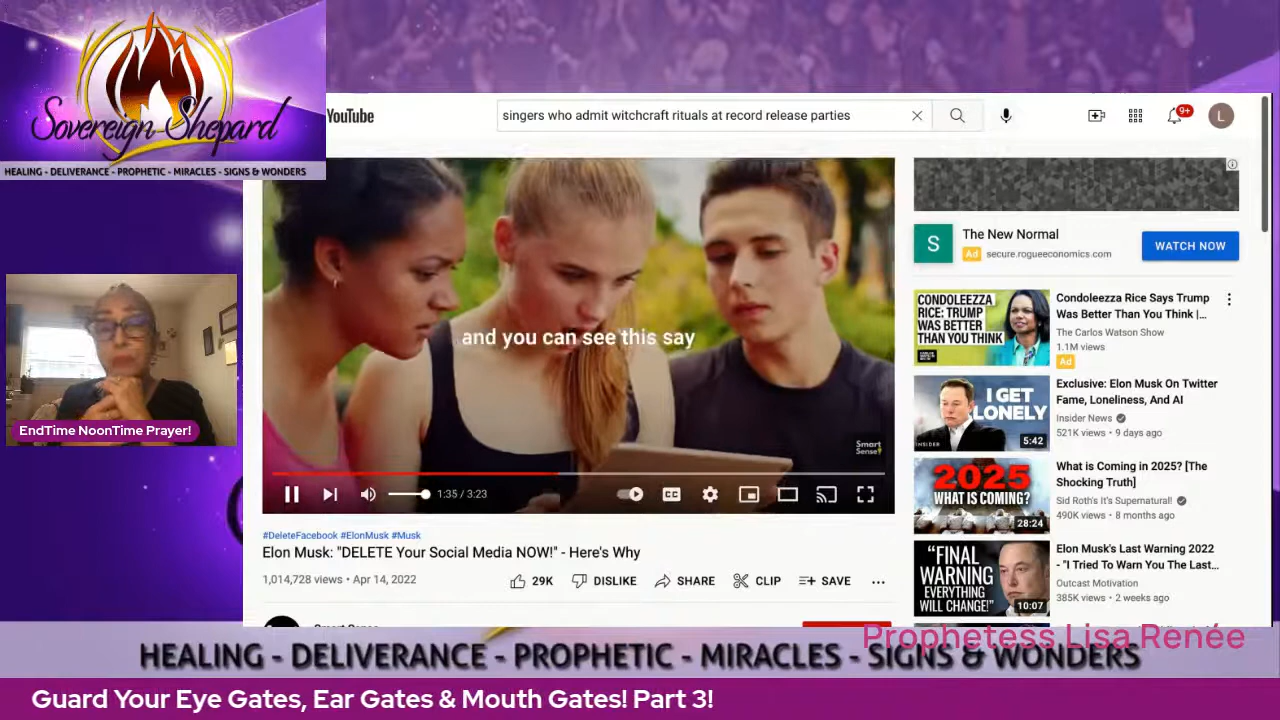 Sovereign Shepard
HEALING - DELIVERANCE - PROPHETIC - MIRACLES - SIGNS & WONDERS
YouTube
singers who admit witchcraft rituals at record release parties
9+
L
and you can see this say
Smart
Sense
1:35 / 3:23
CC
#DeleteFacebook #ElonMusk #Musk
Elon Musk: "DELETE Your Social Media NOW!" - Here's Why
1,014,728 views • Apr 14, 2022
29K
DISLIKE
SHARE
CLIP
SAVE
S
The New Normal
Ad secure.rogueeconomics.com
WATCH NOW
CONDOLEEZZA
RICE: TRUMP
WAS BETTER
THAN YOU THINK
Condoleezza Rice Says Trump
Was Better Than You Think |...
The Carlos Watson Show
1.1M views
Ad
I GET
LONELY
INSIDER
5:42
Exclusive: Elon Musk On Twitter
Fame, Loneliness, And AI
Insider News
521K views • 9 days ago
2025
WHAT IS COMING?
28:24
What is Coming in 2025? [The
Shocking Truth]
Sid Roth's It's Supernatural!
490K views • 8 months ago
"FINAL
WARNING
EVERYTHING
WILL CHANGE!"
10:07
Elon Musk's Last Warning 2022
- "I Tried To Warn You The Last...
Outcast Motivation
385K views • 2 weeks ago
EndTime NoonTime Prayer!
Prophetess Lisa Renée
HEALING - DELIVERANCE - PROPHETIC - MIRACLES - SIGNS & WONDERS
Guard Your Eye Gates, Ear Gates & Mouth Gates! Part 3!